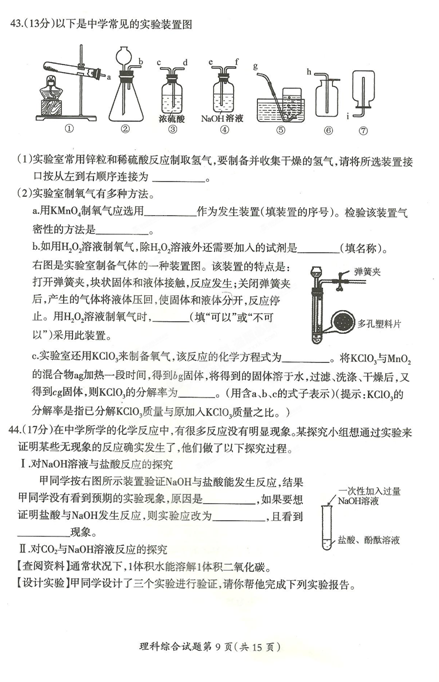 43.(13分)以下是中学常见的实验装置图
a b c d c e f g h i
浓硫酸 NaOH溶液
① ② ③ ④ ⑤ ⑥ ⑦
(1)实验室常用锌粒和稀硫酸反应制取氢气,要制备并收集干燥的氢气,请将所选装置接
口按从左到右顺序连接为________。
(2)实验室制氧气有多种方法。
a.用KMnO₄制氧气应选用________作为发生装置(填装置的序号)。检验该装置气
密性的方法是________。
b.如用H₂O₂溶液制氧气,除H₂O₂溶液外还需要加入的试剂是________(填名称)。
右图是实验室制备气体的一种装置图。该装置的特点是:
打开弹簧夹,块状固体和液体接触,反应发生;关闭弹簧夹
后,产生的气体将液体压回,使固体和液体分开,反应停
止。用H₂O₂溶液制氧气时,________(填“可以”或“不可
以”)采用此装置。
弹簧夹
多孔塑料片
c.实验室还用KClO₃来制备氧气,该反应的化学方程式为________。将KClO₃与MnO₂
的混合物ag加热一段时间,得到bg固体,将得到的固体溶于水,过滤、洗涤、干燥后,又
得到cg固体,则KClO₃的分解率为________。(用含a、b、c的式子表示)(提示:KClO₃的
分解率是指已分解KClO₃质量与原加入KClO₃质量之比。)
44.(17分)在中学所学的化学反应中,有很多反应没有明显现象。某探究小组想通过实验来
证明某些无现象的反应确实发生了,他们做了以下探究过程。
Ⅰ.对NaOH溶液与盐酸反应的探究
甲同学按右图所示装置验证NaOH与盐酸能发生反应,结果
甲同学没有看到预期的实验现象,原因是________,如果要想
证明盐酸与NaOH发生反应,则实验应改为________,且看到
________现象。
一次性加入过量
NaOH溶液
盐酸、酚酞溶液
Ⅱ.对CO₂与NaOH溶液反应的探究
【查阅资料】通常状况下,1体积水能溶解1体积二氧化碳。
【设计实验】甲同学设计了三个实验进行验证,请你帮他完成下列实验报告。
理科综合试题第9页(共15页)